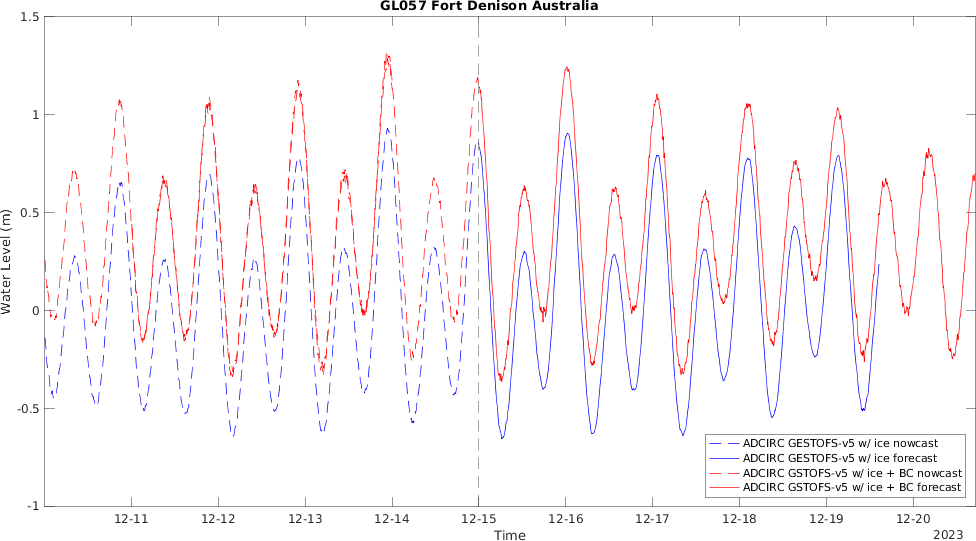 GL057 Fort Denison Australia
1.5
1
0.5
0
-0.5
-1
Water Level (m)
12-11
12-12
12-13
12-14
12-15
12-16
12-17
12-18
12-19
12-20
Time
2023
ADCIRC GESTOFS-v5 w/ ice nowcast
ADCIRC GESTOFS-v5 w/ ice forecast
ADCIRC GSTOFS-v5 w/ ice + BC nowcast
ADCIRC GSTOFS-v5 w/ ice + BC forecast